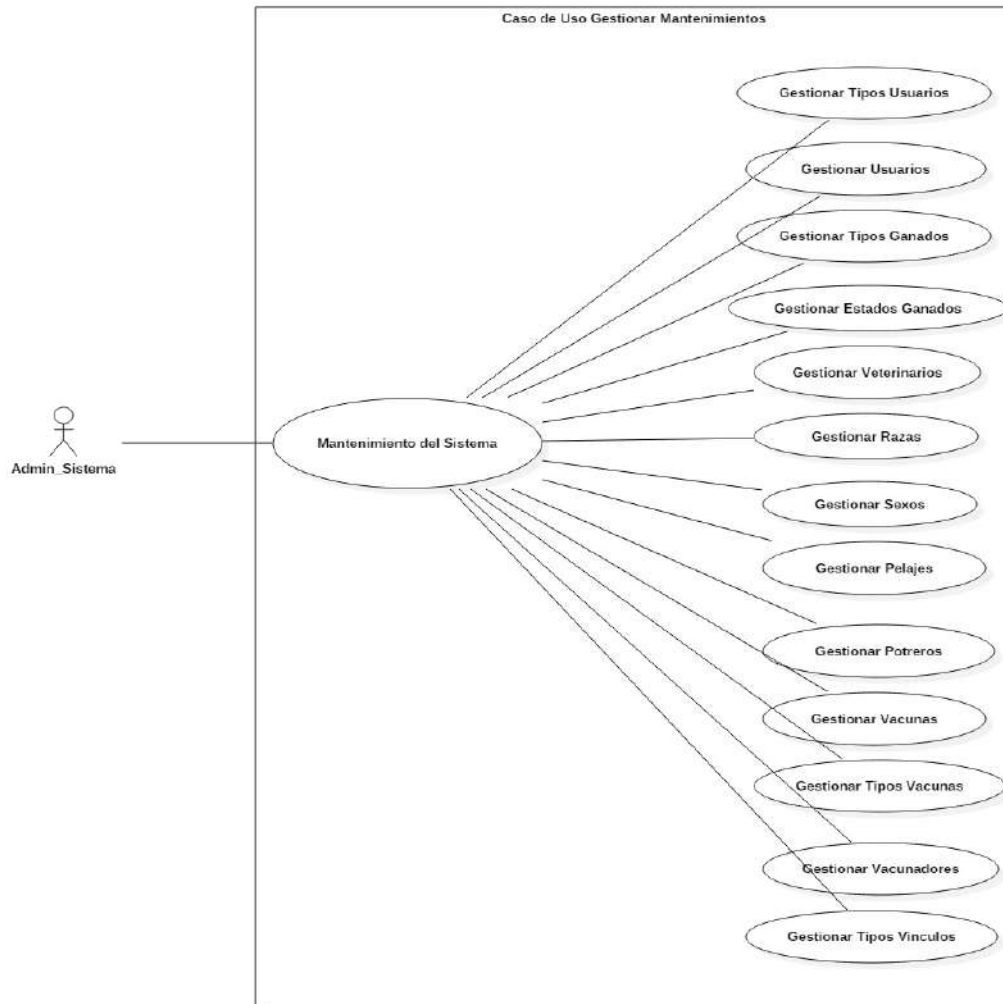 Caso de Uso Gestionar Mantenimientos
Gestionar Tipos Usuarios
Gestionar Usuarios
Gestionar Tipos Ganados
Gestionar Estados Ganados
Gestionar Veterinarios
Gestionar Razas
Mantenimiento del Sistema
Admin_Sistema
Gestionar Sexos
Gestionar Pelajes
Gestionar Potreros
Gestionar Vacunas
Gestionar Tipos Vacunas
Gestionar Vacunadores
Gestionar Tipos Vinculos